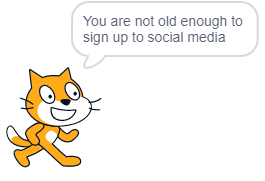 You are not old enough to
sign up to social media